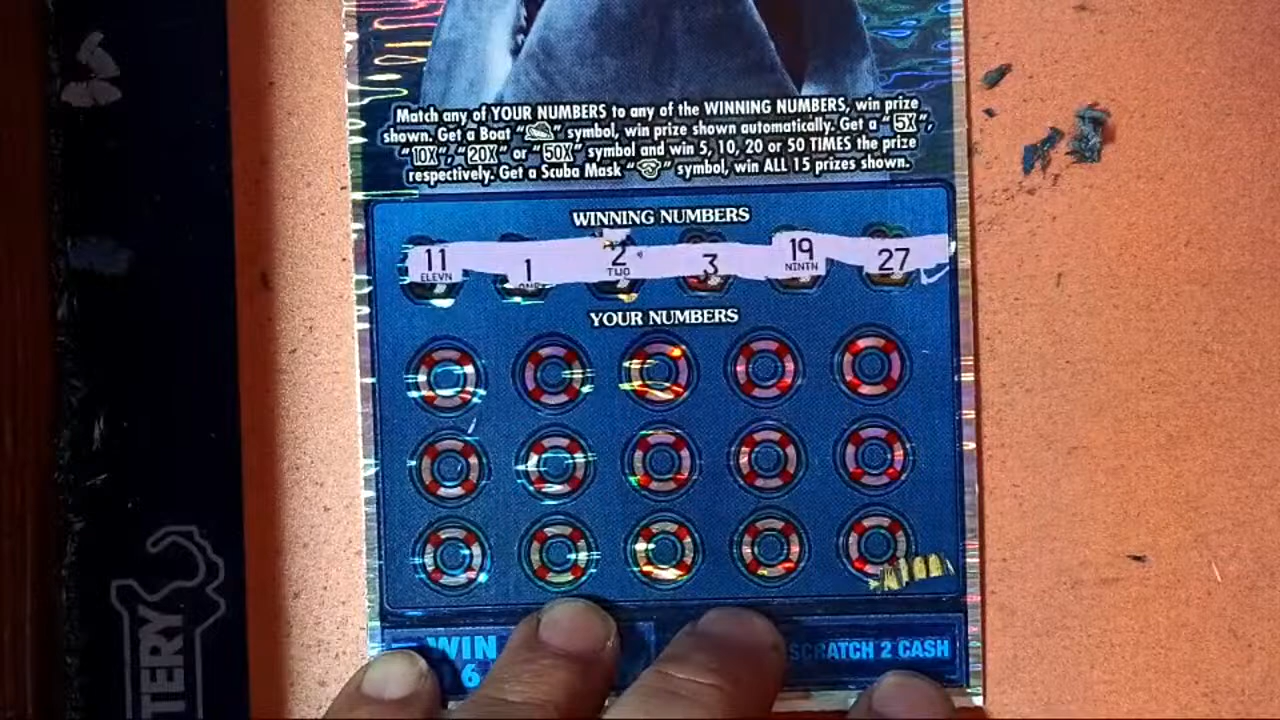 Match any of YOUR NUMBERS to any of the WINNING NUMBERS, win prize
shown. Get a Boat "" symbol, win prize shown automatically. Get a "5X",
"10X", "20X" or "50X" symbol and win 5, 10, 20 or 50 TIMES the prize
respectively. Get a Scuba Mask "" symbol, win ALL 15 prizes shown.
WINNING NUMBERS
11 1 2 3 19 27
ELEVN TWO NINTN
YOUR NUMBERS
WIN
6
SCRATCH 2 CASH
TERY